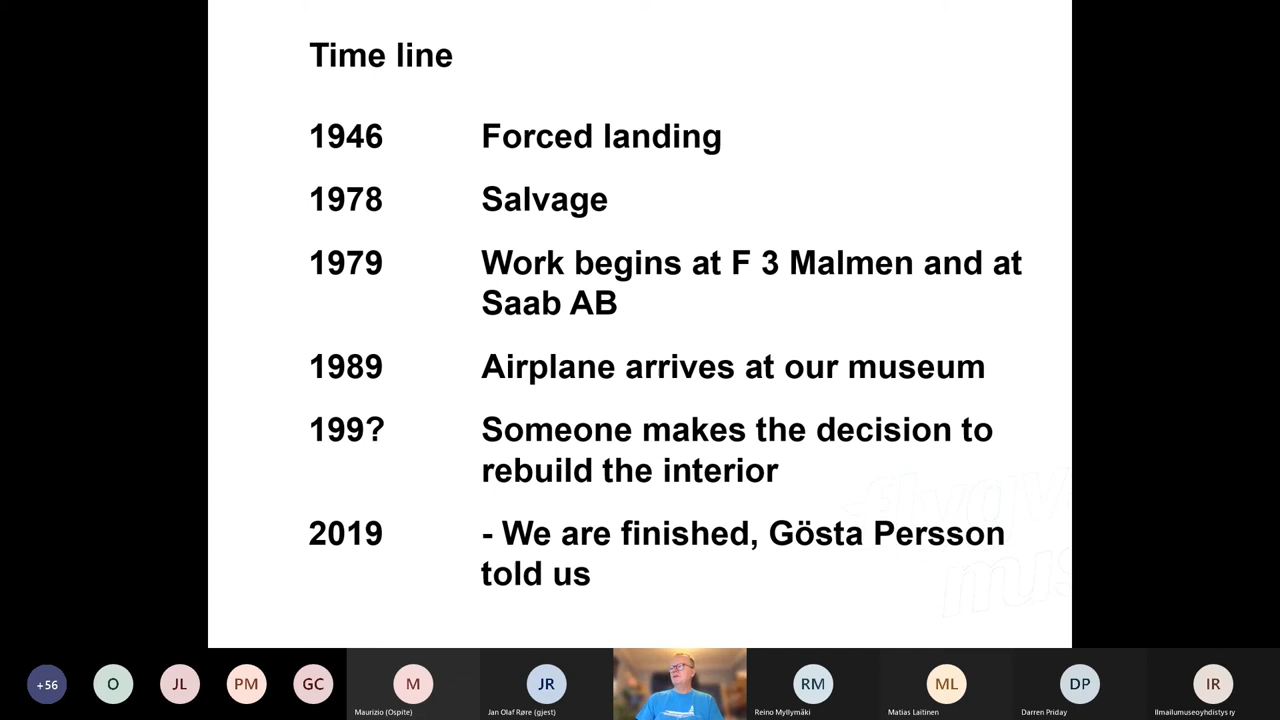 Time line
1946 Forced landing
1978 Salvage
1979 Work begins at F 3 Malmen and at
Saab AB
1989 Airplane arrives at our museum
199? Someone makes the decision to
rebuild the interior
2019 - We are finished, Gösta Persson
told us
+56 O JL PM GC M JR RM ML DP IR
Maurizio (Ospite) Jan Olaf Røre (gjest) Reino Myllymäki Matias Laitinen Darren Priday Ilmailumuseoyhdistys ry